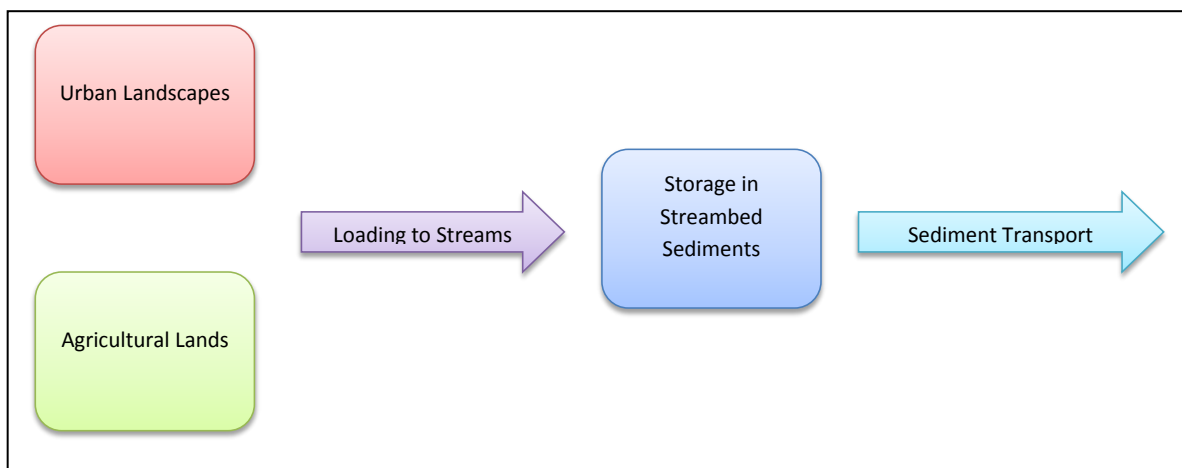 Urban Landscapes
Agricultural Lands
Loading to Streams
Storage in
Streambed
Sediments
Sediment Transport